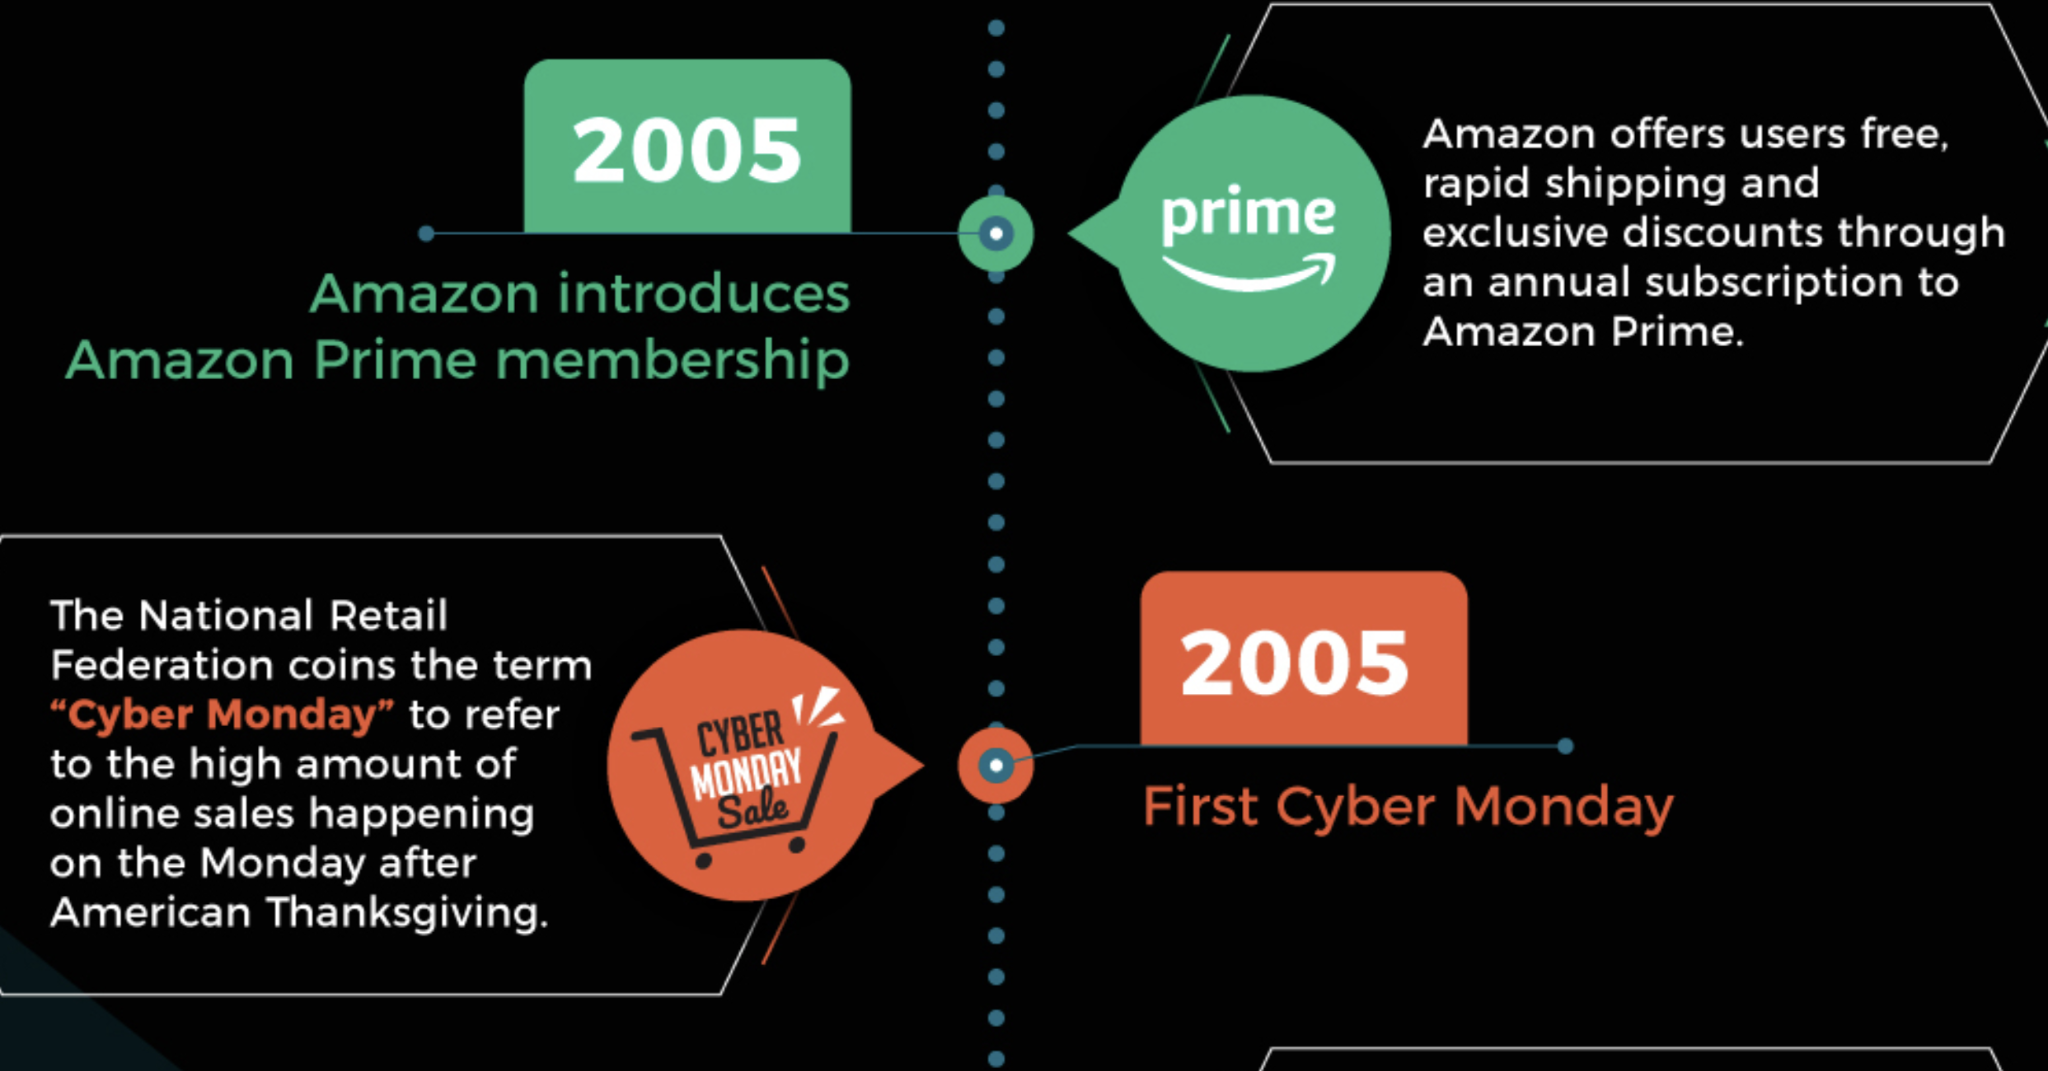 2005
Amazon introduces
Amazon Prime membership
prime
Amazon offers users free,
rapid shipping and
exclusive discounts through
an annual subscription to
Amazon Prime.
The National Retail
Federation coins the term
“Cyber Monday” to refer
to the high amount of
online sales happening
on the Monday after
American Thanksgiving.
CYBER
MONDAY
Sale
2005
First Cyber Monday